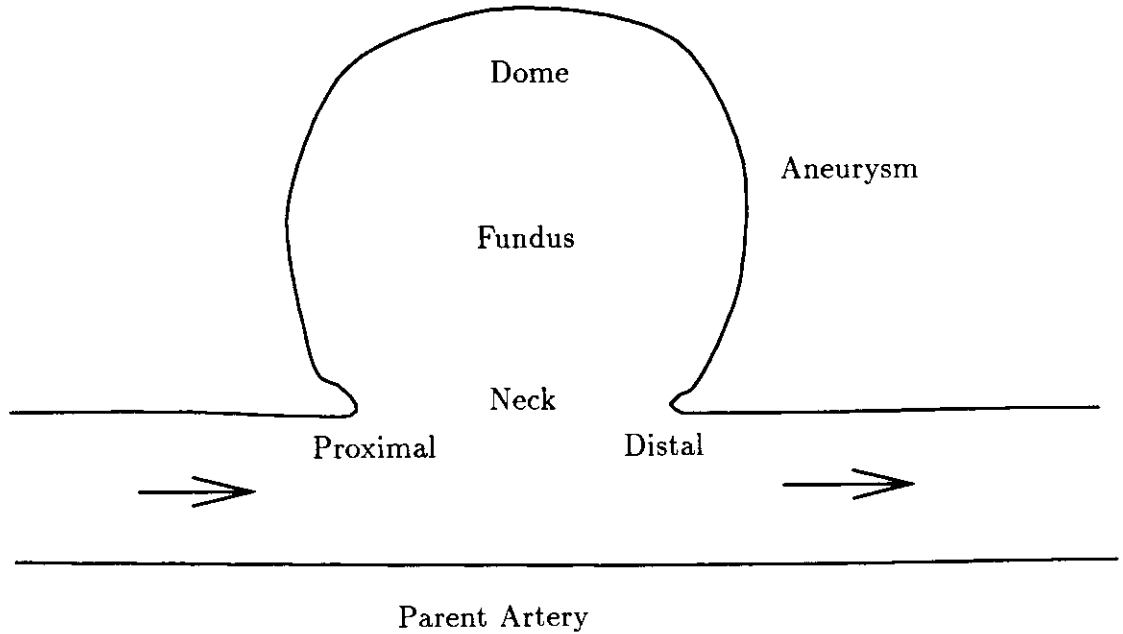 Dome
Aneurysm
Fundus
Neck
Proximal
Distal
Parent Artery